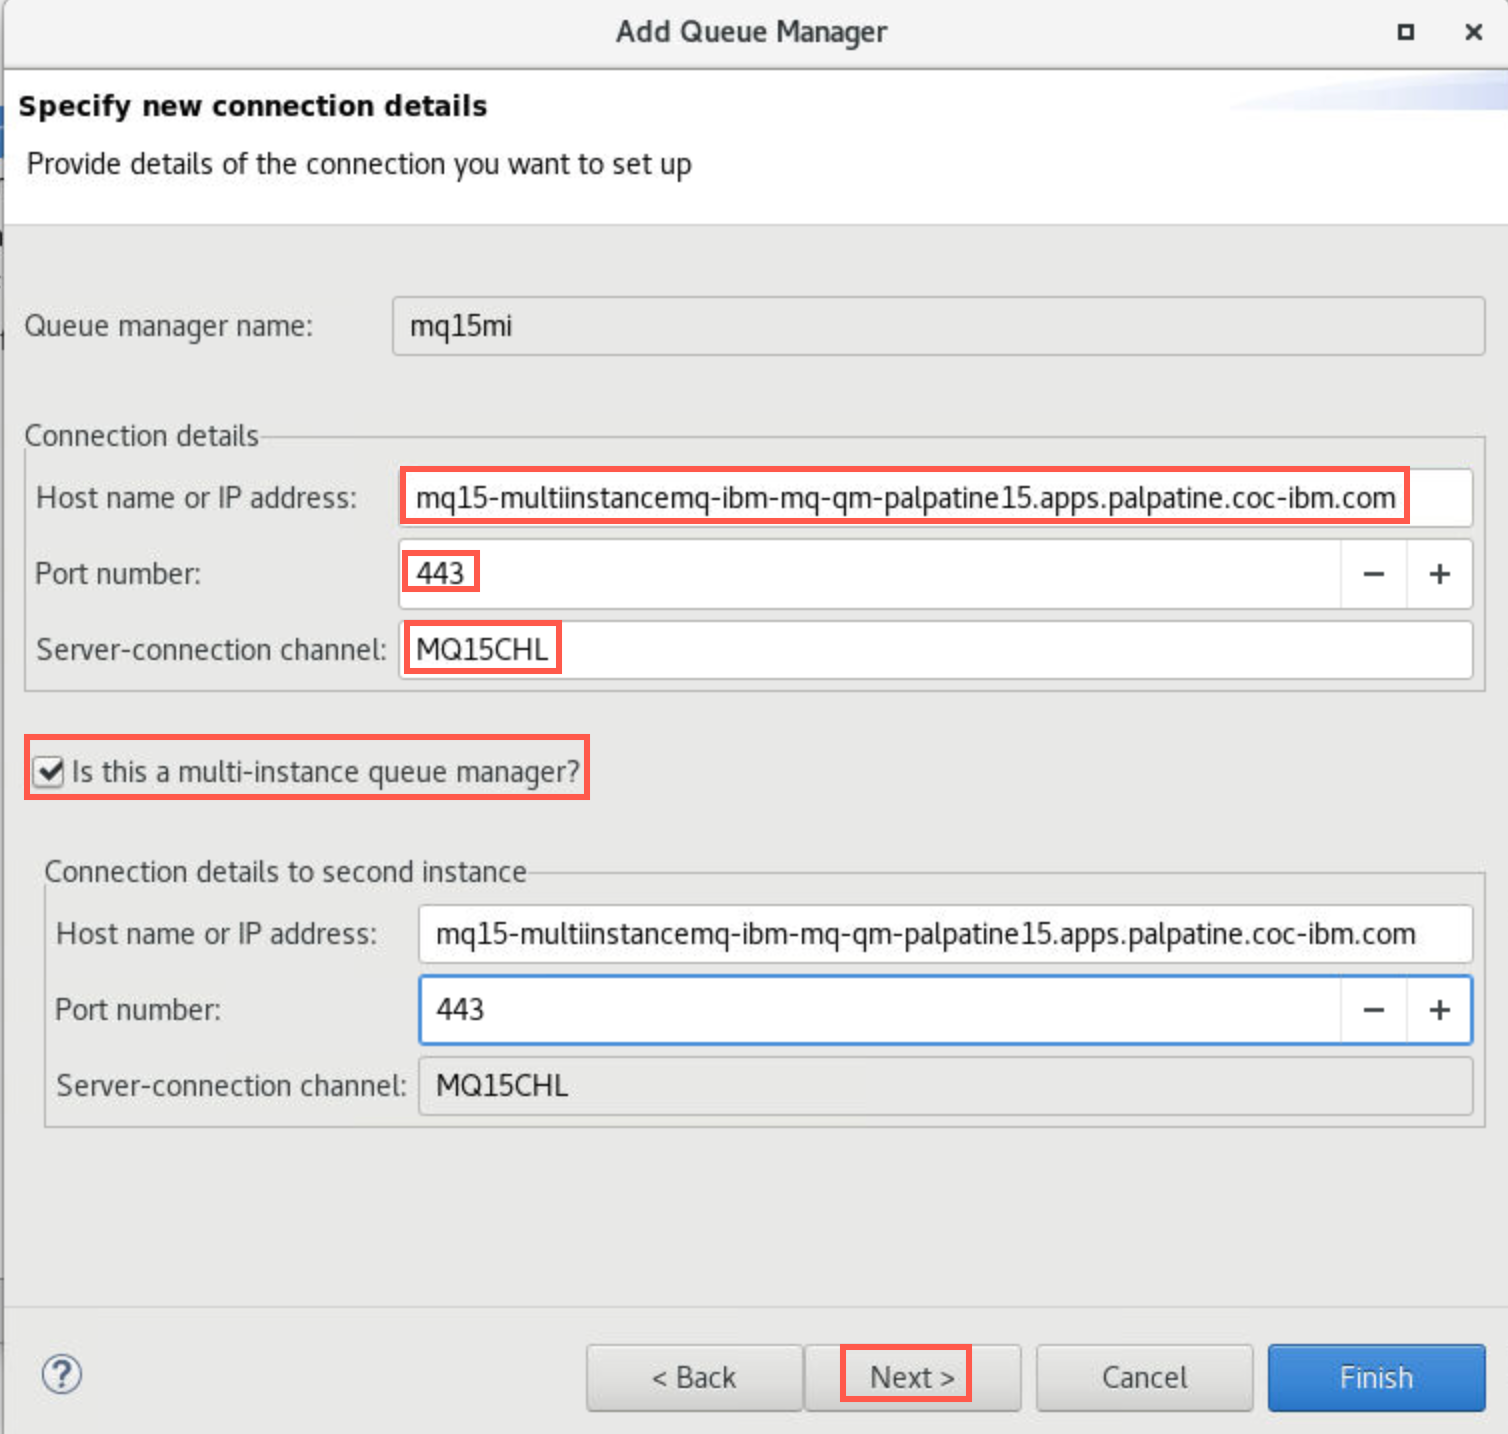 Add Queue Manager
Specify new connection details
Provide details of the connection you want to set up
Queue manager name: mq15mi
Connection details
Host name or IP address: mq15-multiinstancemq-ibm-mq-qm-palpatine15.apps.palpatine.coc-ibm.com
Port number: 443 − +
Server-connection channel: MQ15CHL
Is this a multi-instance queue manager?
Connection details to second instance
Host name or IP address: mq15-multiinstancemq-ibm-mq-qm-palpatine15.apps.palpatine.coc-ibm.com
Port number: 443 − +
Server-connection channel: MQ15CHL
? < Back Next > Cancel Finish